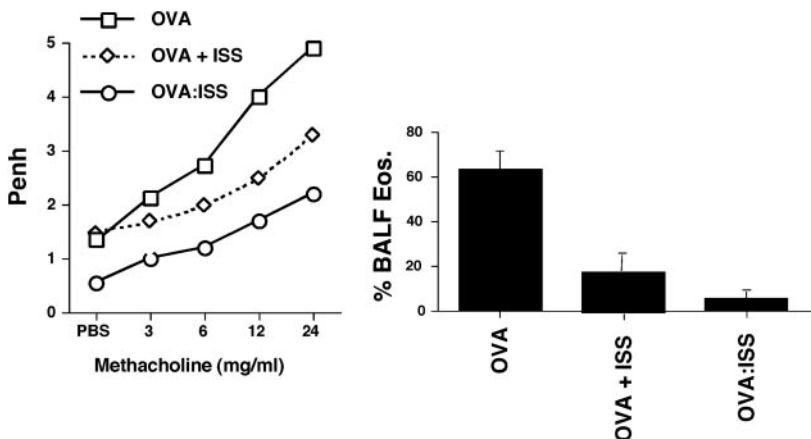 OVA
OVA + ISS
OVA:ISS
5
4
3
2
1
0
Penh
PBS 3 6 12 24
Methacholine (mg/ml)
80
60
40
20
0
% BALF Eos.
OVA
OVA + ISS
OVA:ISS